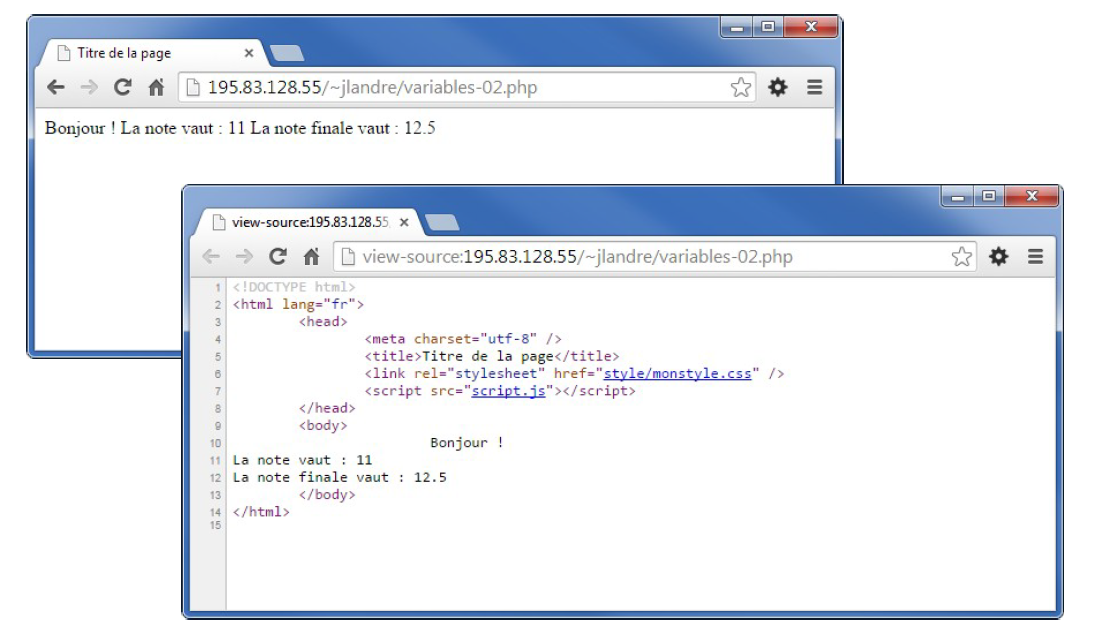 Titre de la page
195.83.128.55/~jlandre/variables-02.php
Bonjour ! La note vaut : 11 La note finale vaut : 12.5
view-source:195.83.128.55
view-source:195.83.128.55/~jlandre/variables-02.php
1 <!DOCTYPE html>
2 <html lang="fr">
3 <head>
4 <meta charset="utf-8" />
5 <title>Titre de la page</title>
6 <link rel="stylesheet" href="style/monstyle.css" />
7 <script src="script.js"></script>
8 </head>
9 <body>
10 Bonjour !
11 La note vaut : 11
12 La note finale vaut : 12.5
13 </body>
14 </html>
15